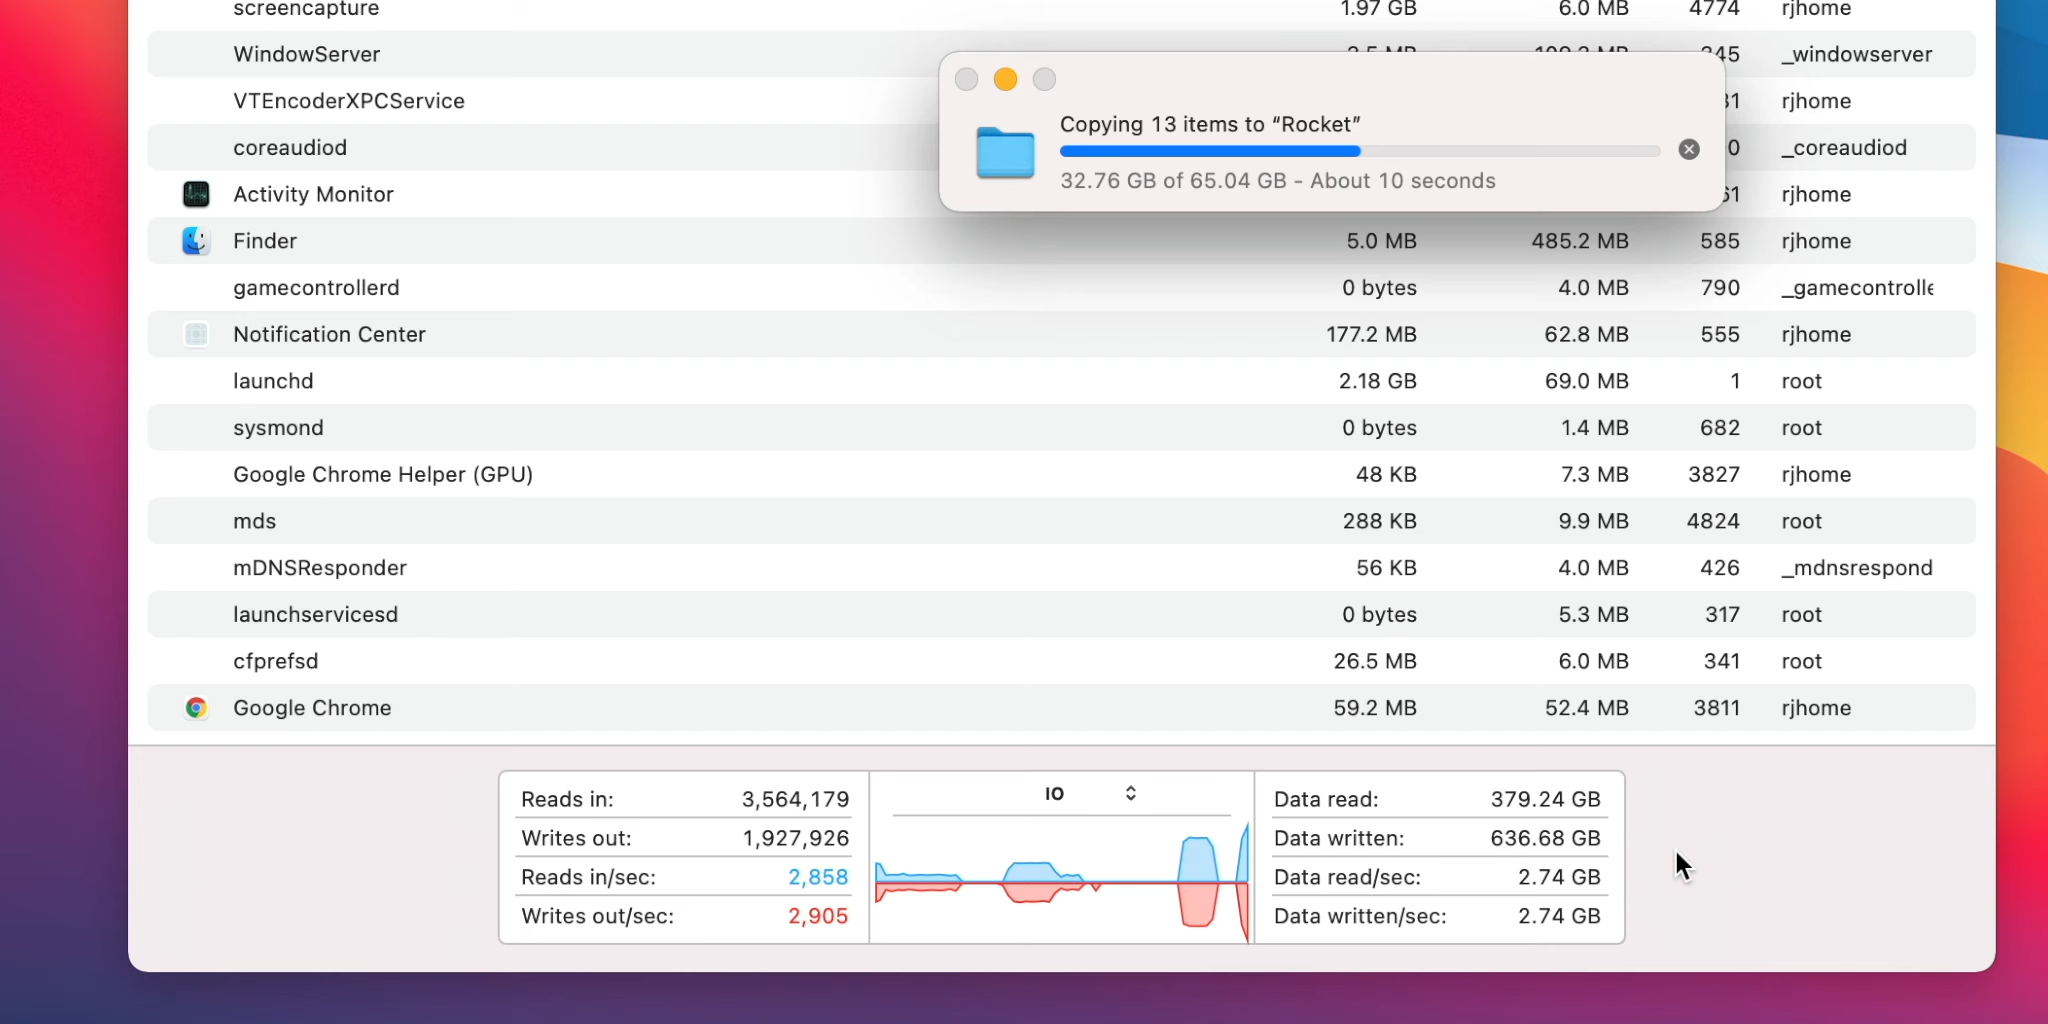 screencapture 1.97 GB 6.0 MB 4774 rjhome
WindowServer _windowserver
VTEncoderXPCService rjhome
coreaudiod _coreaudiod
Copying 13 items to “Rocket”
32.76 GB of 65.04 GB - About 10 seconds
Activity Monitor rjhome
Finder 5.0 MB 485.2 MB 585 rjhome
gamecontrollerd 0 bytes 4.0 MB 790 _gamecontrolle
Notification Center 177.2 MB 62.8 MB 555 rjhome
launchd 2.18 GB 69.0 MB 1 root
sysmond 0 bytes 1.4 MB 682 root
Google Chrome Helper (GPU) 48 KB 7.3 MB 3827 rjhome
mds 288 KB 9.9 MB 4824 root
mDNSResponder 56 KB 4.0 MB 426 _mdnsrespond
launchservicesd 0 bytes 5.3 MB 317 root
cfprefsd 26.5 MB 6.0 MB 341 root
Google Chrome 59.2 MB 52.4 MB 3811 rjhome
Reads in: 3,564,179
Writes out: 1,927,926
Reads in/sec: 2,858
Writes out/sec: 2,905
IO
Data read: 379.24 GB
Data written: 636.68 GB
Data read/sec: 2.74 GB
Data written/sec: 2.74 GB